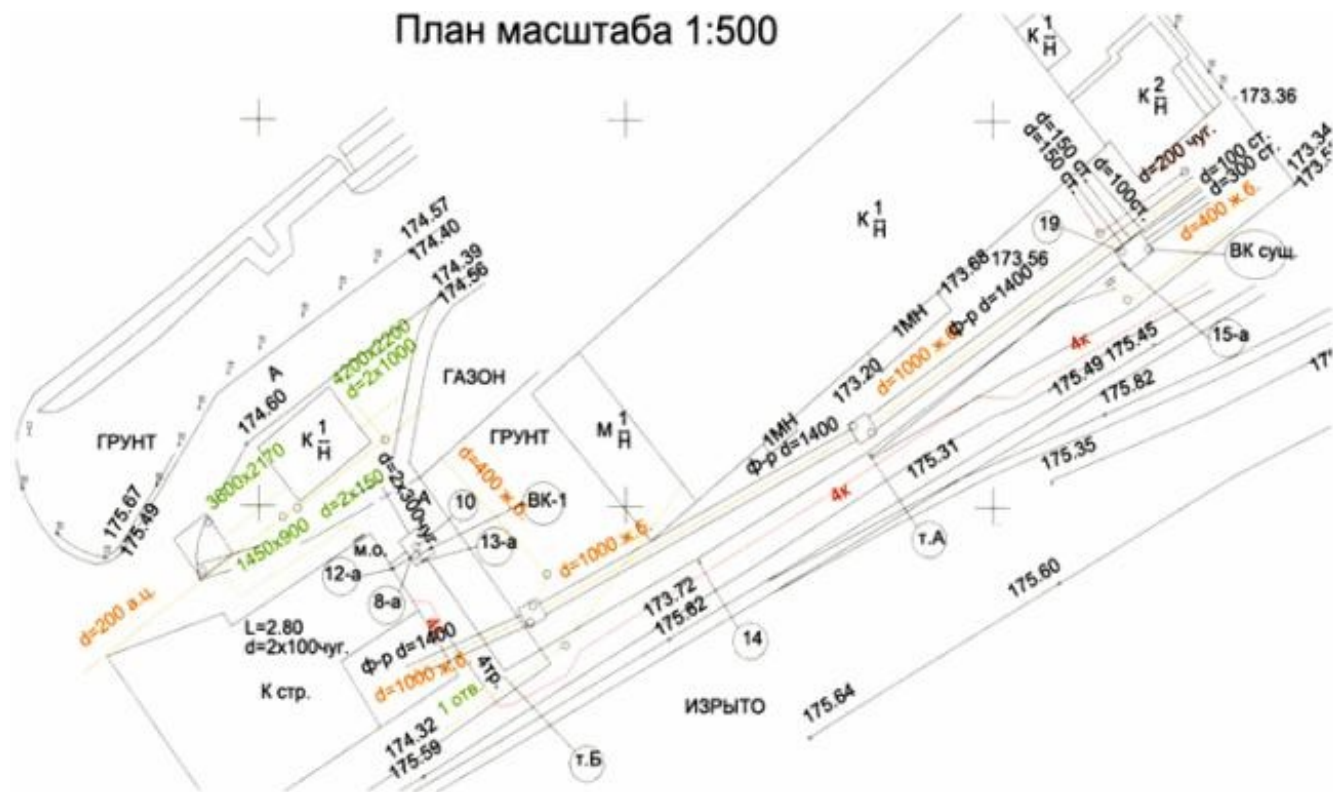 План масштаба 1:500
К 1
Н
К 2
Н
173.36
173.34
d=150 ст.
d=150 ст.
d=100ст.
d=200 чуг.
d=100 ст.
d=300 ст.
d=400 ж.б.
19
ВК сущ.
К 1
Н
174.57
174.40
174.39
174.56
173.68
173.56
1МН
ф-р d=1400
15-а
4к
175.45
175.49
175.82
4200х2200
d=2х1000
А
174.60
ГАЗОН
173.20
d=1000 ж.б.
ГРУНТ
К 1
Н
ГРУНТ
М 1
Н
1МН
ф-р d=1400
175.31
175.35
3800х2170
d=2х150
А
d=2х300чуг.
d=400 ж.б.
10
ВК-1
4к
175.67
175.49
1450х900
м.о.
13-а
d=1000 ж.б.
т.А
12-а
8-а
175.60
d=200 а.ц.
L=2.80
d=2х100чуг.
173.72
175.62
14
ф-р d=1400
d=1000 ж.б.
4тр.
1 отв.
К стр.
ИЗРЫТО
175.64
174.32
175.59
т.Б